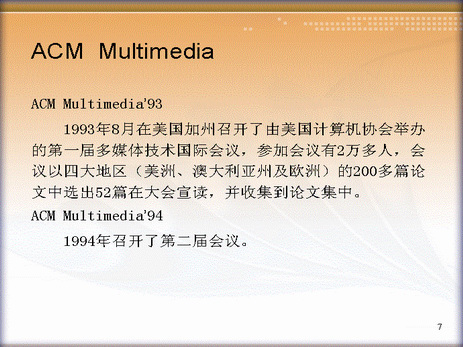 ACM Multimedia
ACM Multimedia'93
1993年8月在美国加州召开了由美国计算机协会举办
的第一届多媒体技术国际会议，参加会议有2万多人，会
议以四大地区（美洲、澳大利亚州及欧洲）的200多篇论
文中选出52篇在大会宣读，并收集到论文集中。
ACM Multimedia'94
1994年召开了第二届会议。
7